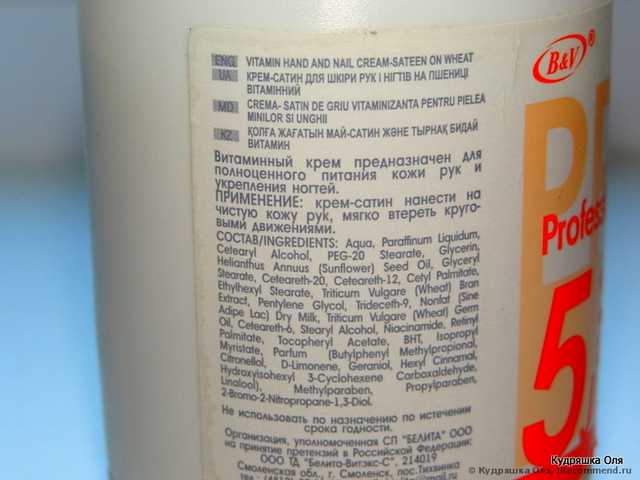 ENG VITAMIN HAND AND NAIL CREAM-SATEEN ON WHEAT
UA КРЕМ-САТИН ДЛЯ ШКІРИ РУК І НІГТІВ НА ПШЕНИЦІ
ВІТАМІННИЙ
MD CREMA- SATIN DE GRIU VITAMINIZANTA PENTRU PIELEA
MINILOR SI UNGHII
KZ ҚОЛҒА ЖАҒАТЫН МАЙ-САТИН ЖӘНЕ ТЫРНАҚ БИДАЙ
ВИТАМИН
Витаминный крем предназначен для
полноценного питания кожи рук и
укрепления ногтей.
ПРИМЕНЕНИЕ: крем-сатин нанести на
чистую кожу рук, мягко втереть круго-
выми движениями.
СОСТАВ/INGREDIENTS: Aqua, Paraffinum Liquidum,
Cetearyl Alcohol, PEG-20 Stearate, Glycerin,
Helianthus Annuus (Sunflower) Seed Oil, Glyceryl
Stearate, Ceteareth-20, Ceteareth-12, Cetyl Palmitate,
Ethylhexyl Stearate, Triticum Vulgare (Wheat) Bran
Extract, Pentylene Glycol, Trideceth-9, Nonfat (Sine
Adipe Lac) Dry Milk, Triticum Vulgare (Wheat) Germ
Oil, Ceteareth-6, Stearyl Alcohol, Niacinamide, Retinyl
Palmitate, Tocopheryl Acetate, BHT, Isopropyl
Myristate, Parfum (Butylphenyl Methylpropional,
Citronellol, D-Limonene, Geraniol, Hexyl Cinnamal,
Hydroxyisohexyl 3-Cyclohexene Carboxaldehyde,
Linalool), Methylparaben, Propylparaben,
2-Bromo-2-Nitropropane-1,3-Diol.
Не использовать по назначению по истечении
срока годности.
Организация, уполномоченная СП "БЕЛИТА" ООО
на принятие претензий в Российской Федерации:
ООО ТД "Белита-Витэкс-С", 214019
Смоленская обл., г. Смоленск, пос.Тихвинка
B&V®
Profess
5
Кудряшка Оля
© Кудряшка Оля, IRecommend.ru